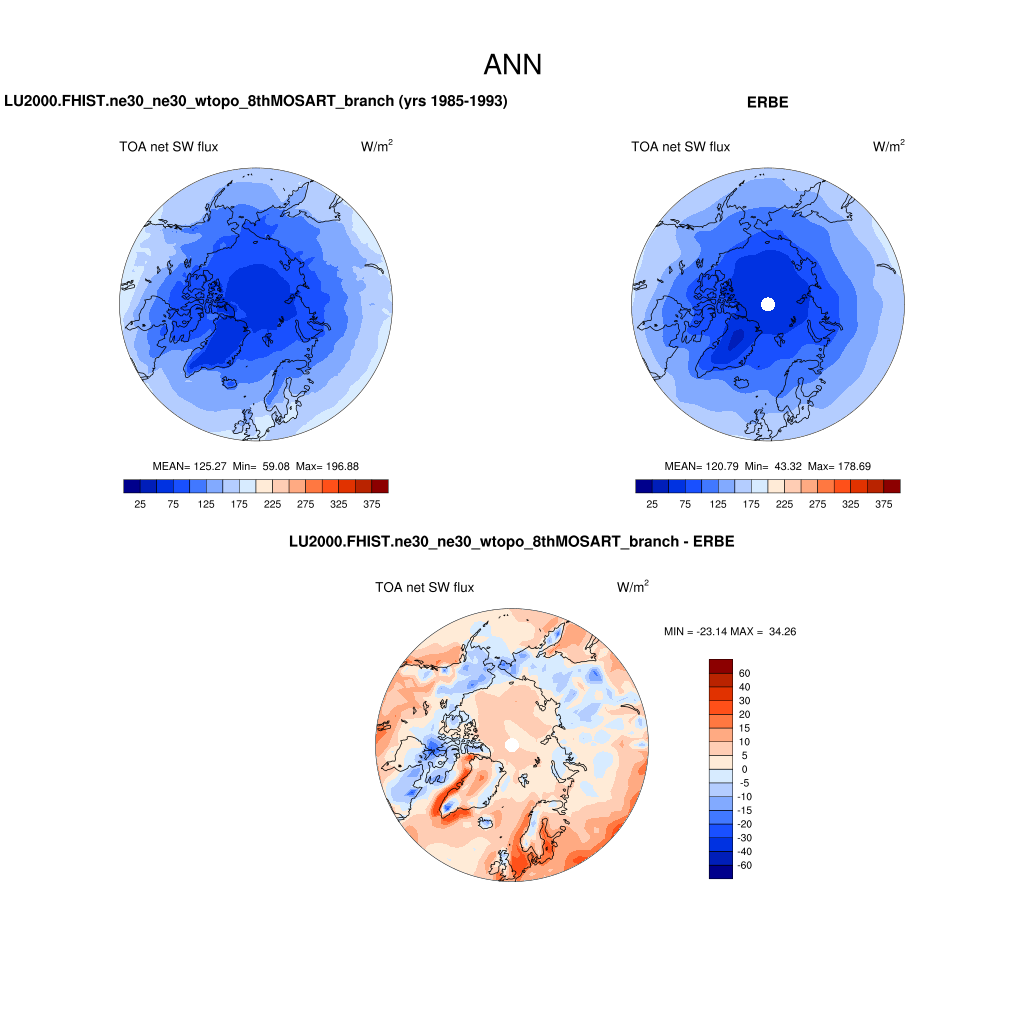 ANN
LU2000.FHIST.ne30_ne30_wtopo_8thMOSART_branch (yrs 1985-1993)
ERBE
TOA net SW flux W/m²
TOA net SW flux W/m²
MEAN= 125.27 Min= 59.08 Max= 196.88
MEAN= 120.79 Min= 43.32 Max= 178.69
25 75 125 175 225 275 325 375
25 75 125 175 225 275 325 375
LU2000.FHIST.ne30_ne30_wtopo_8thMOSART_branch - ERBE
TOA net SW flux W/m²
MIN = -23.14 MAX = 34.26
60
40
30
20
15
10
5
0
-5
-10
-15
-20
-30
-40
-60